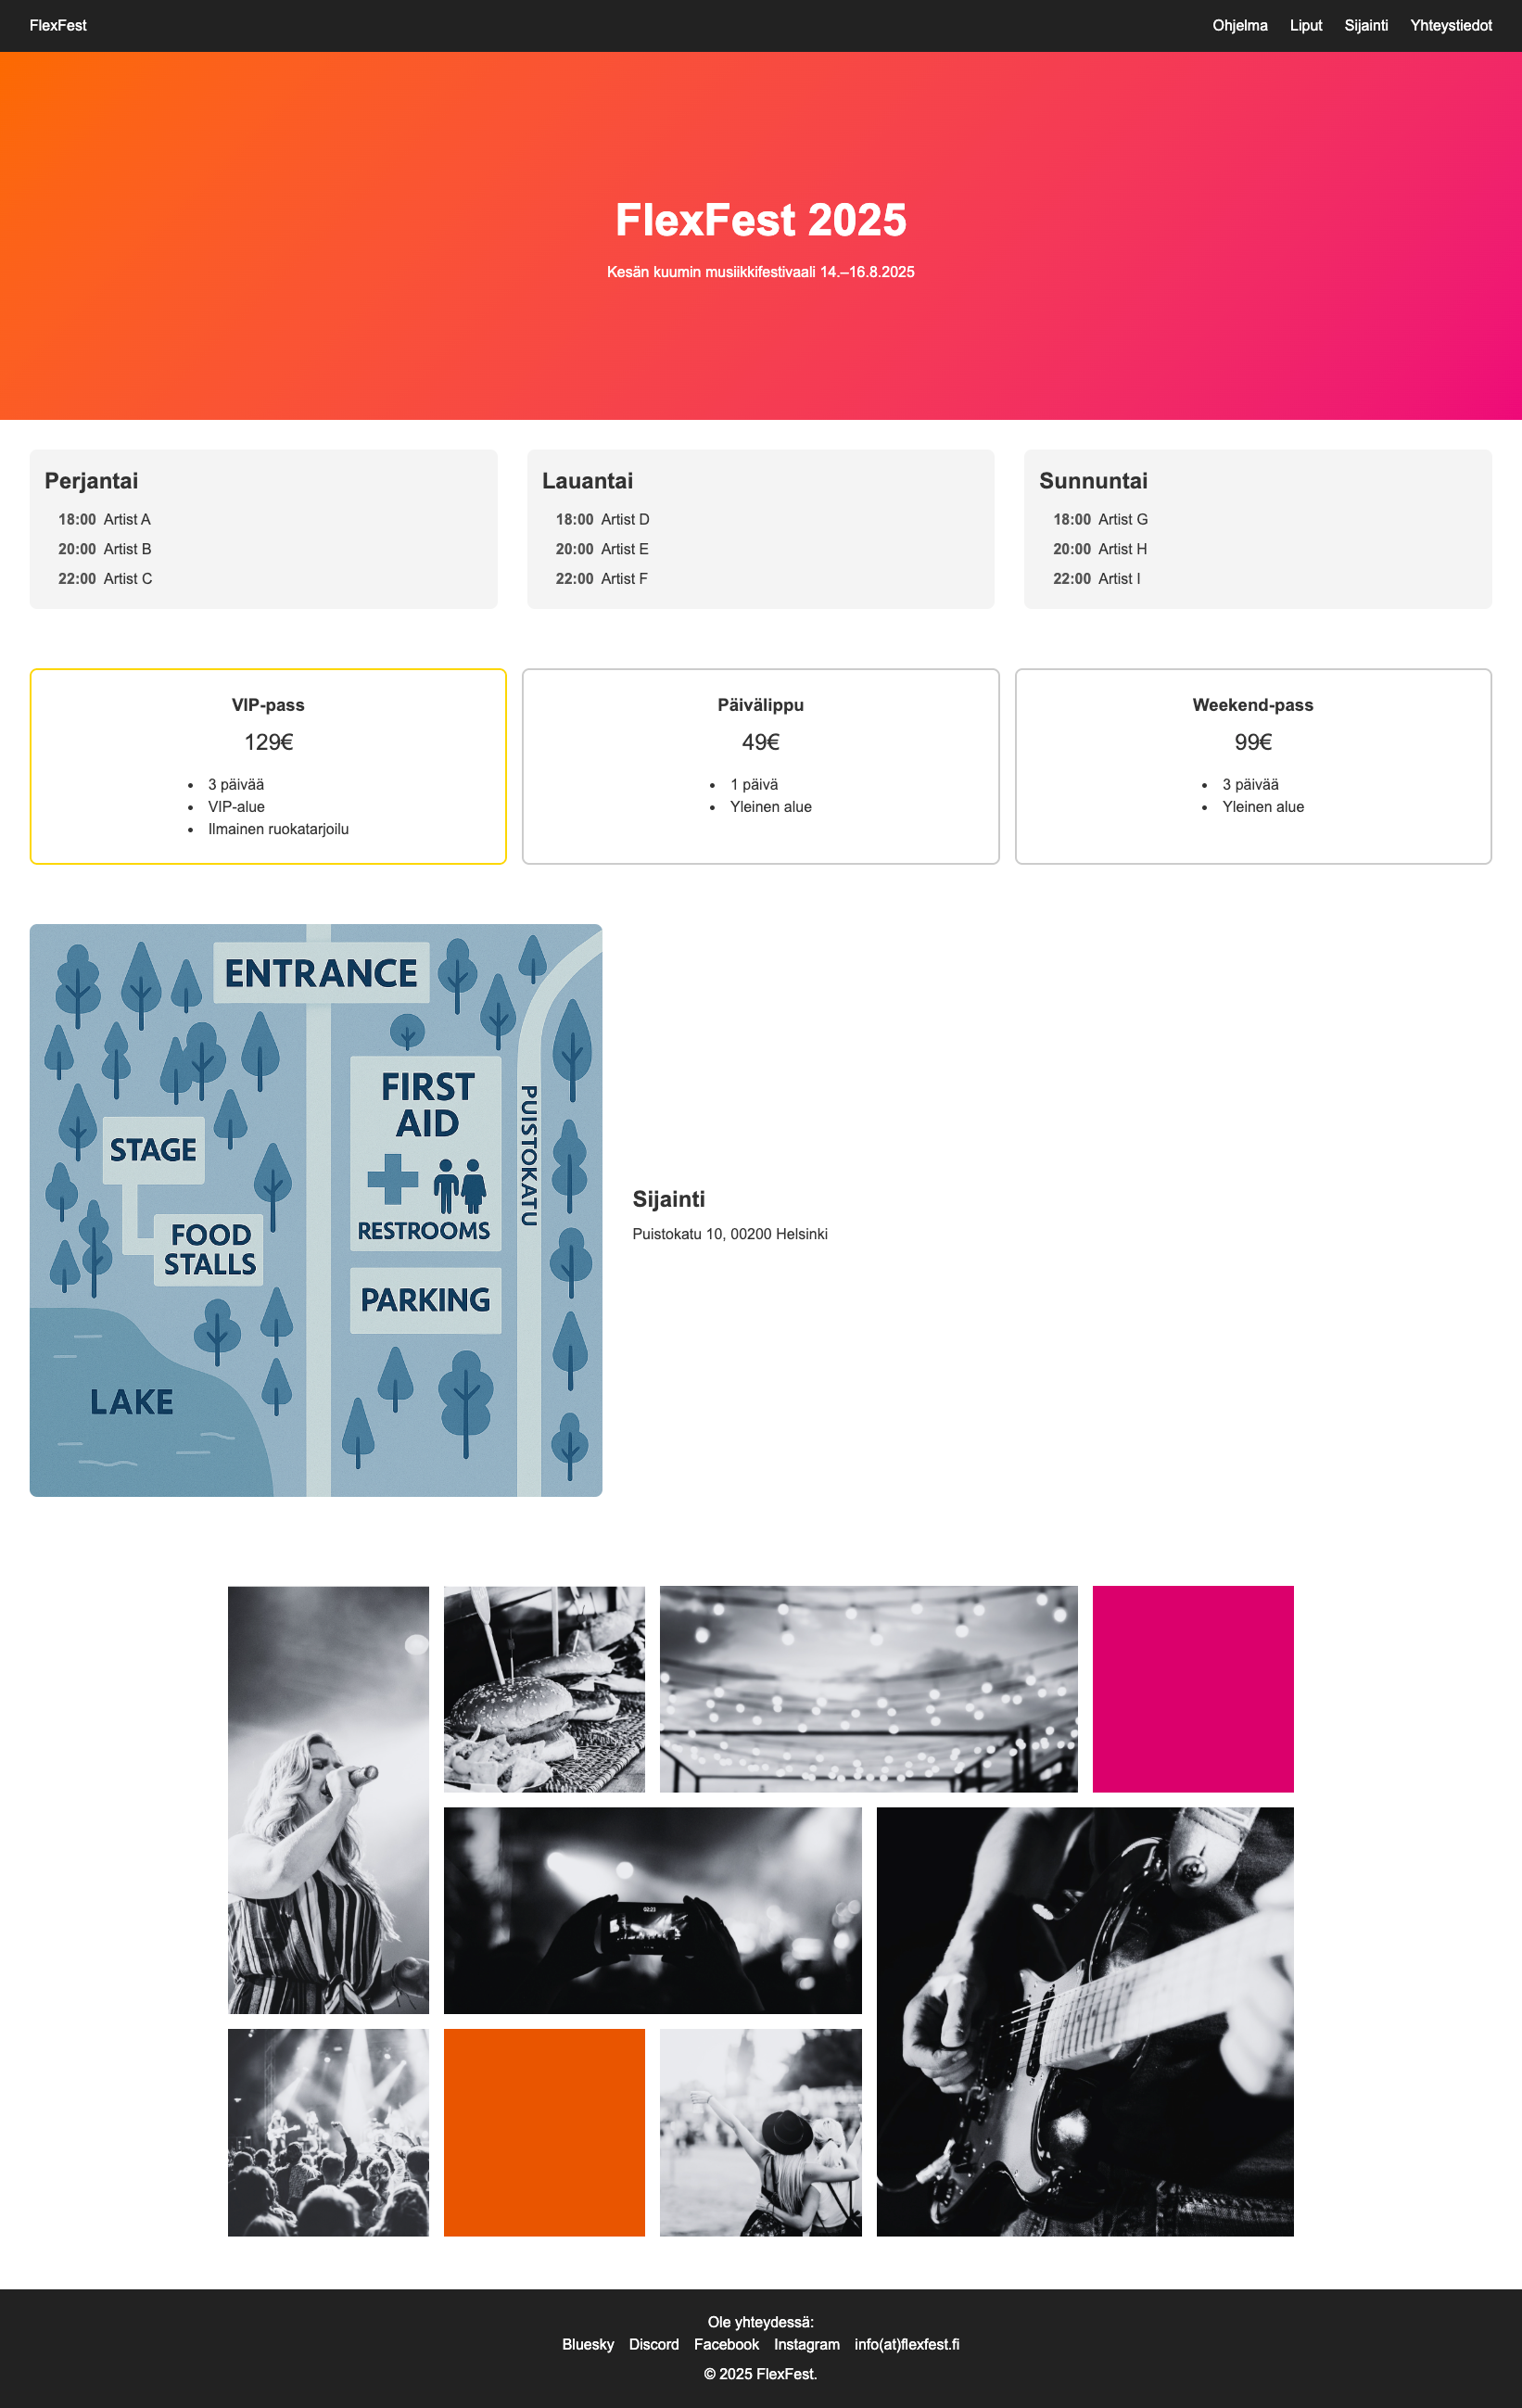 FlexFest
Ohjelma Liput Sijainti Yhteystiedot
FlexFest 2025
Kesän kuumin musiikkifestivaali 14.–16.8.2025
Perjantai
18:00 Artist A
20:00 Artist B
22:00 Artist C
Lauantai
18:00 Artist D
20:00 Artist E
22:00 Artist F
Sunnuntai
18:00 Artist G
20:00 Artist H
22:00 Artist I
VIP-pass
129€
• 3 päivää
• VIP-alue
• Ilmainen ruokatarjoilu
Päivälippu
49€
• 1 päivä
• Yleinen alue
Weekend-pass
99€
• 3 päivää
• Yleinen alue
ENTRANCE
FIRST
AID
RESTROOMS
PUISTOKATU
STAGE
FOOD
STALLS
PARKING
LAKE
Sijainti
Puistokatu 10, 00200 Helsinki
02:23
Ole yhteydessä:
Bluesky Discord Facebook Instagram info(at)flexfest.fi
© 2025 FlexFest.